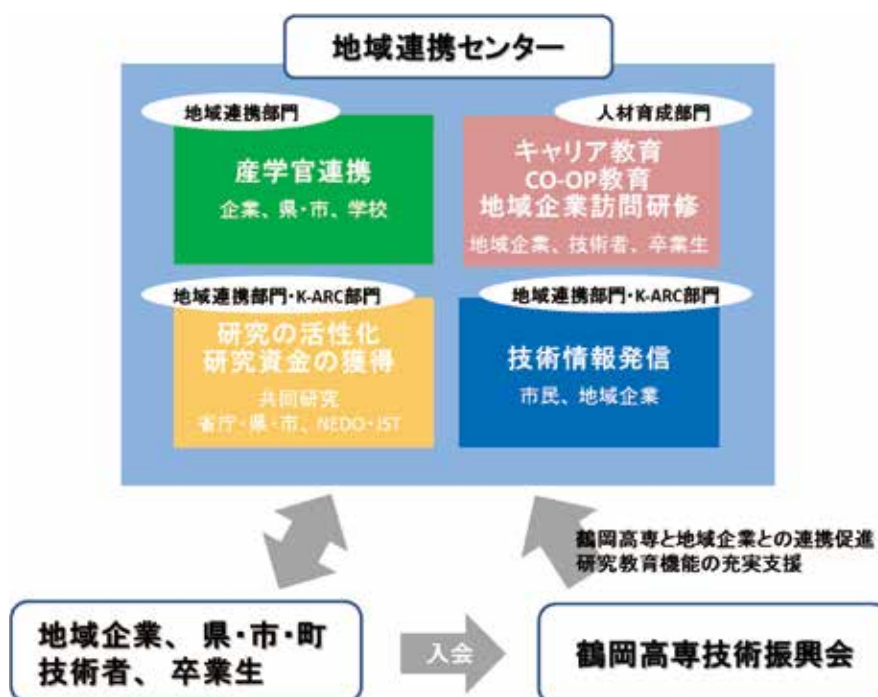 地域連携センター
地域連携部門
産学官連携
企業、県・市、学校
人材育成部門
キャリア教育
CO-OP教育
地域企業訪問研修
地域企業、技術者、卒業生
地域連携部門・K-ARC部門
研究の活性化
研究資金の獲得
共同研究
省庁・県・市、NEDO・JST
地域連携部門・K-ARC部門
技術情報発信
市民、地域企業
鶴岡高専と地域企業との連携促進
研究教育機能の充実支援
地域企業、県・市・町
技術者、卒業生
入会
鶴岡高専技術振興会